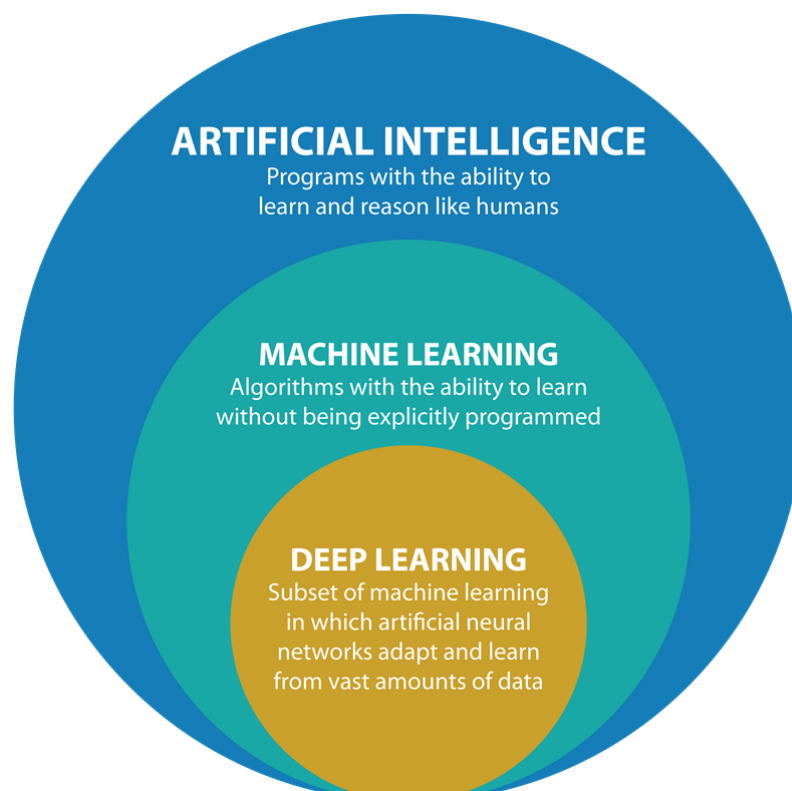 ARTIFICIAL INTELLIGENCE
Programs with the ability to
learn and reason like humans
MACHINE LEARNING
Algorithms with the ability to learn
without being explicitly programmed
DEEP LEARNING
Subset of machine learning
in which artificial neural
networks adapt and learn
from vast amounts of data